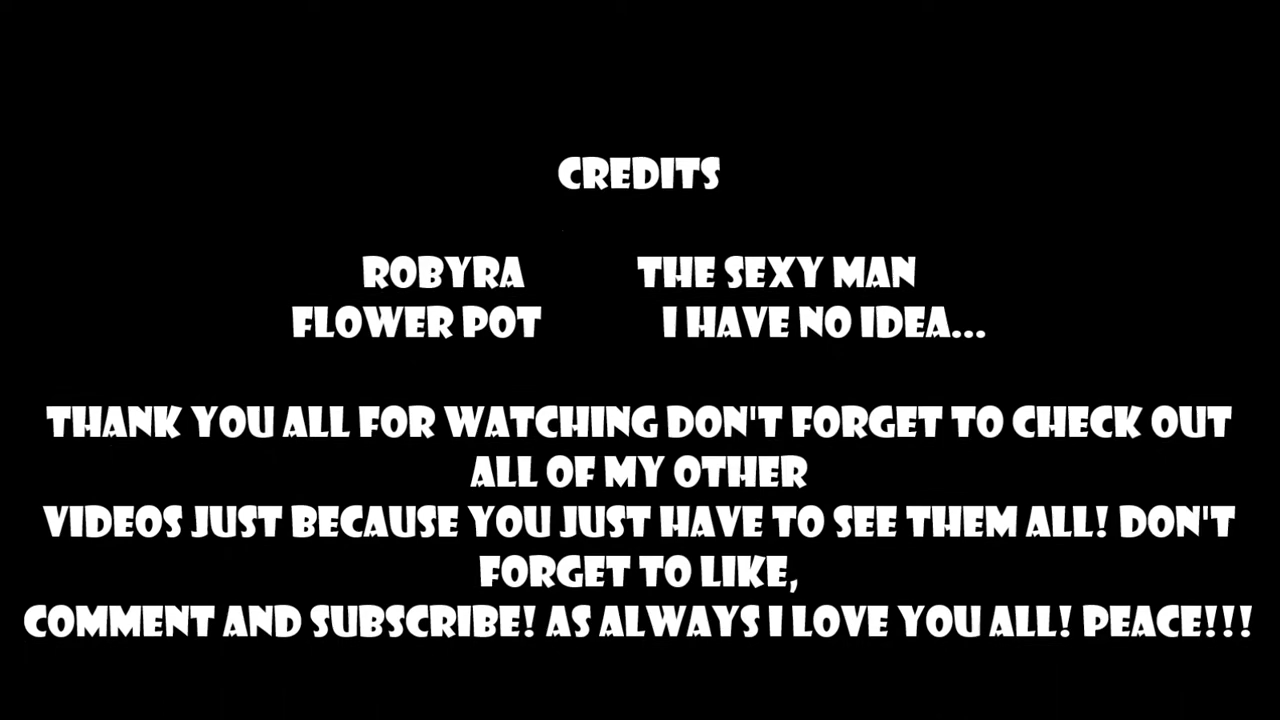 CREDITS
ROBYRA THE SEXY MAN
FLOWER POT I HAVE NO IDEA...
THANK YOU ALL FOR WATCHING DON'T FORGET TO CHECK OUT
ALL OF MY OTHER
VIDEOS JUST BECAUSE YOU JUST HAVE TO SEE THEM ALL! DON'T
FORGET TO LIKE,
COMMENT AND SUBSCRIBE! AS ALWAYS I LOVE YOU ALL! PEACE!!!